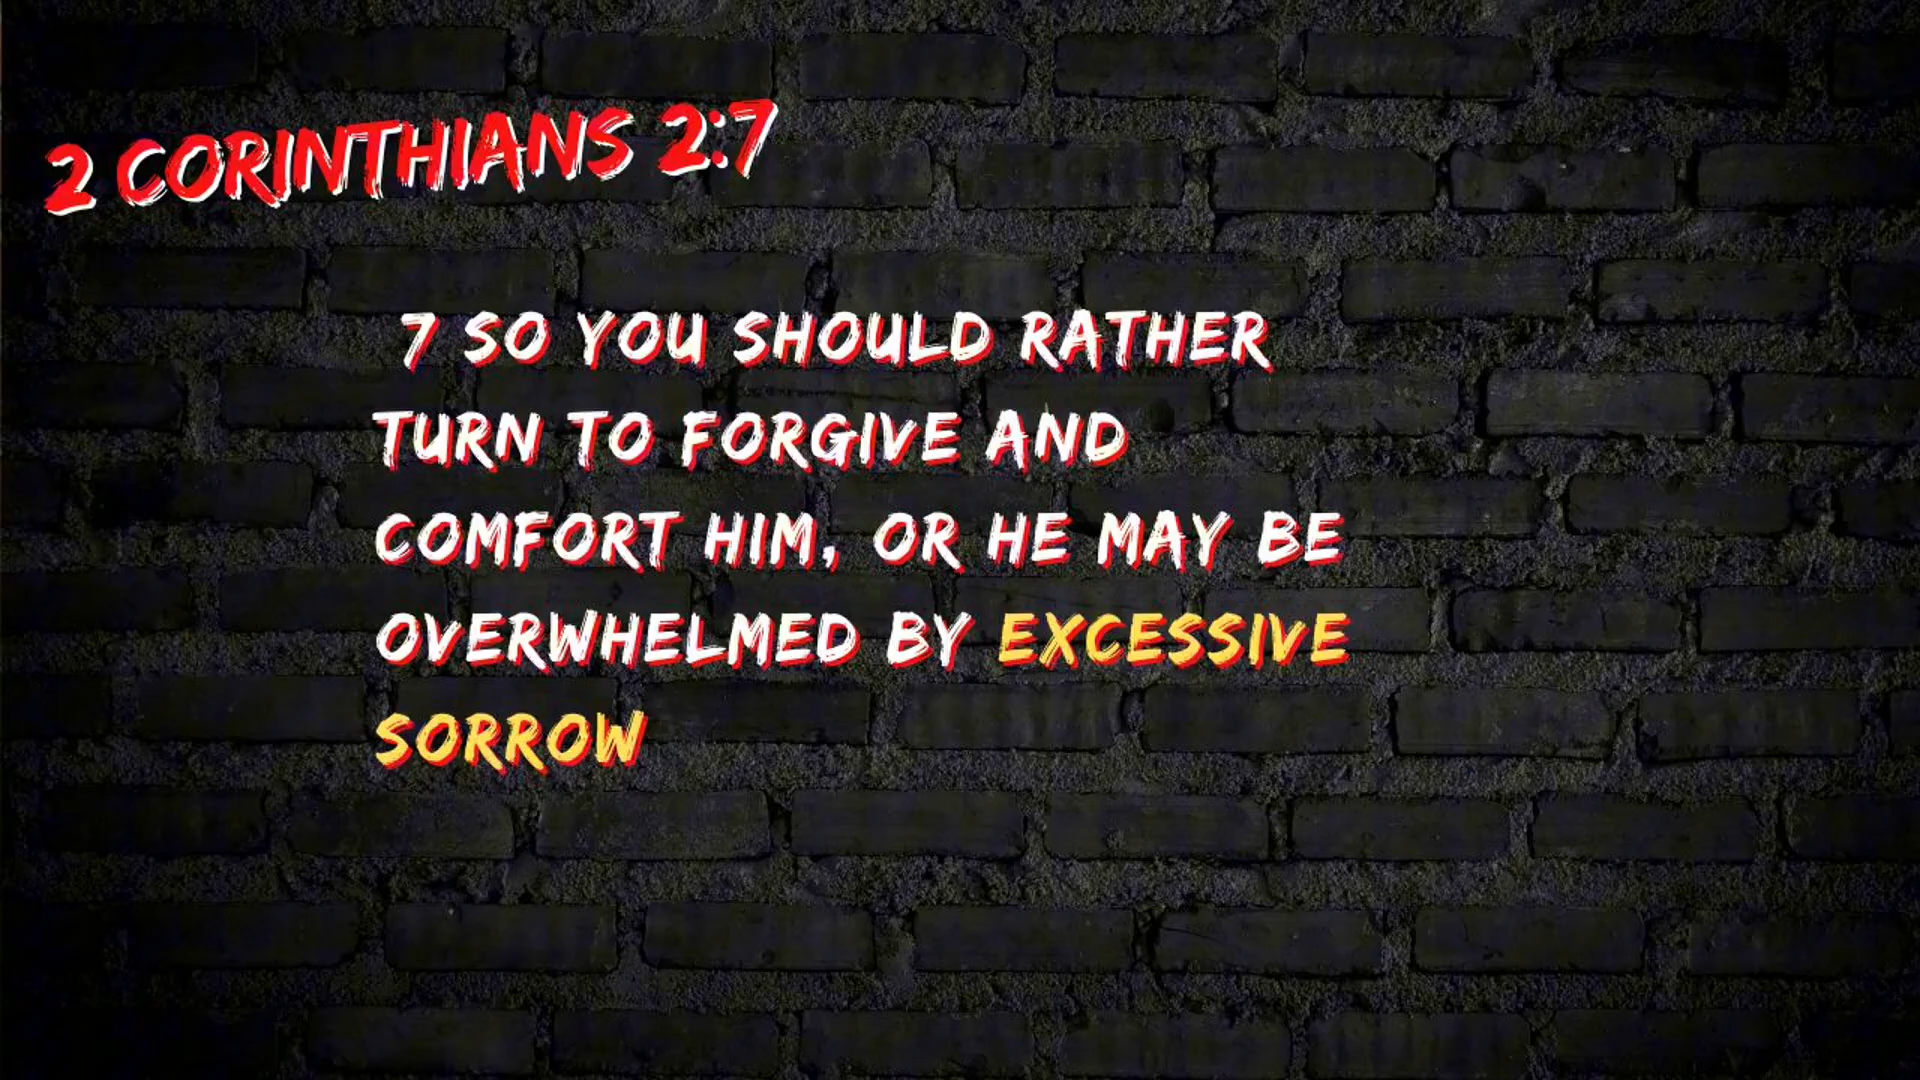 2 CORINTHIANS 2:7
7 SO YOU SHOULD RATHER
TURN TO FORGIVE AND
COMFORT HIM, OR HE MAY BE
OVERWHELMED BY EXCESSIVE
SORROW